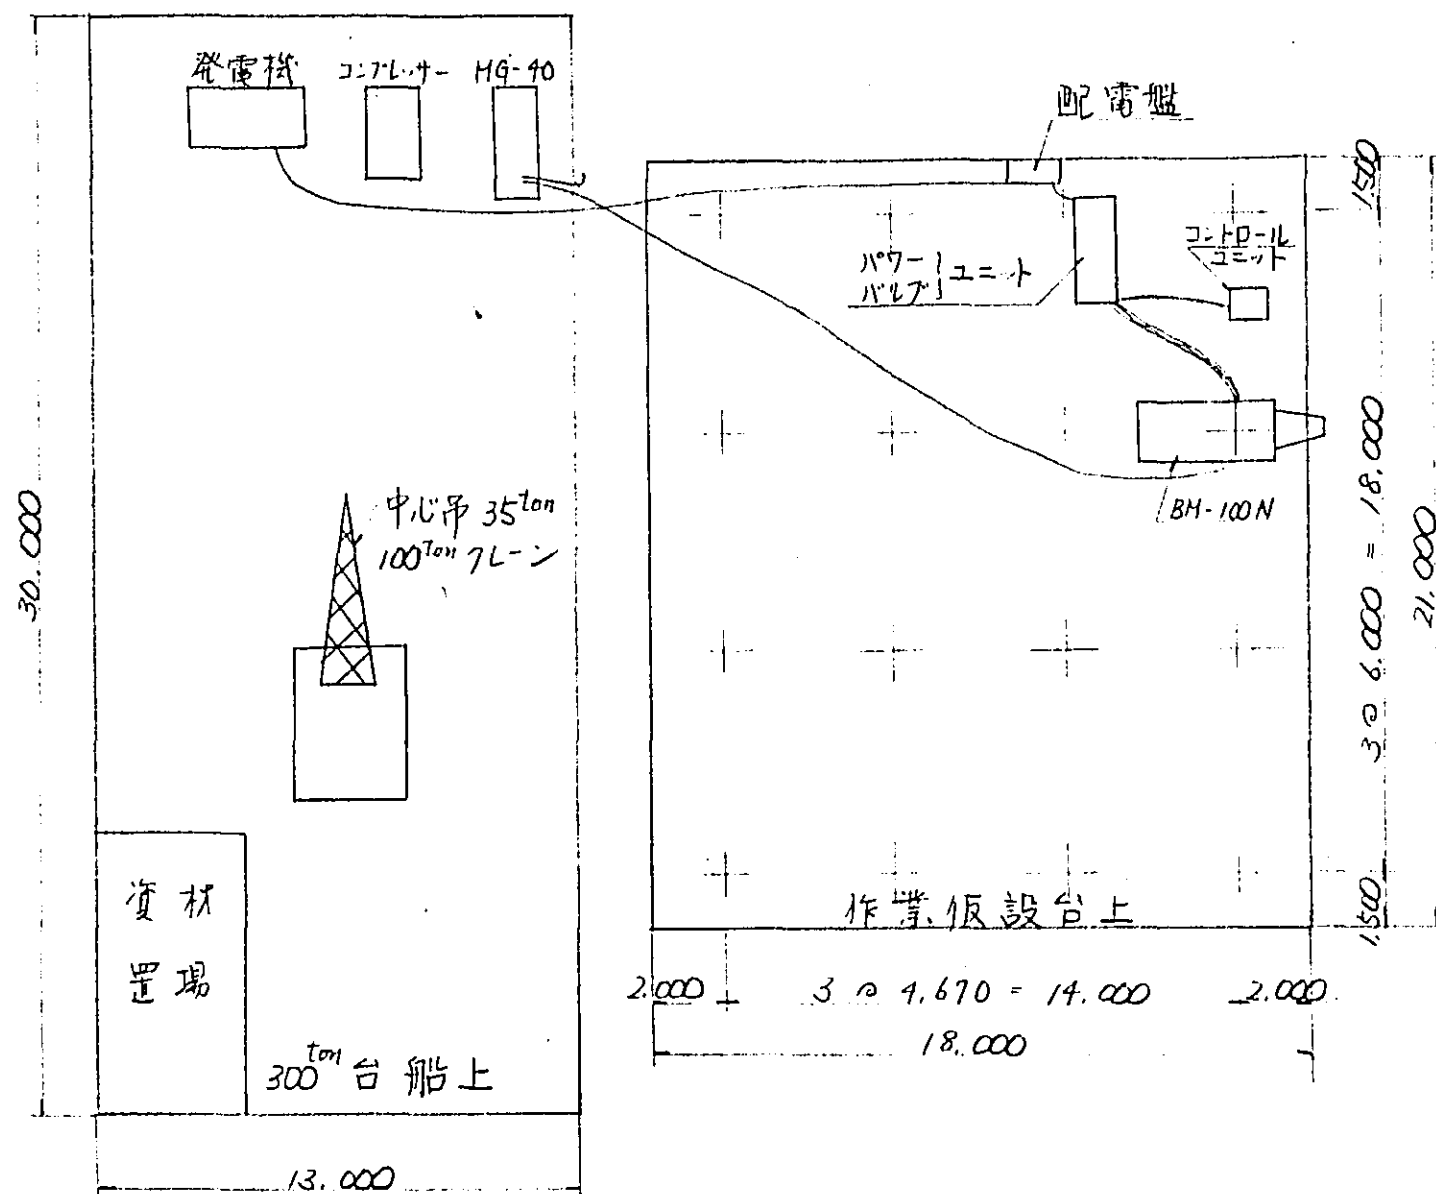 発電機
コンプレッサー
HG-40
配電盤
パワー
バルブ
ユニット
コントロール
ユニット
BH-100N
中心吊 35ton
100ton クレーン
資材
置場
300ton 台船上
作業仮設台上
30.000
13.000
2.000
3@4.670=14.000
2.000
18.000
1.500
3@6.000=18.000
1.500
21.000